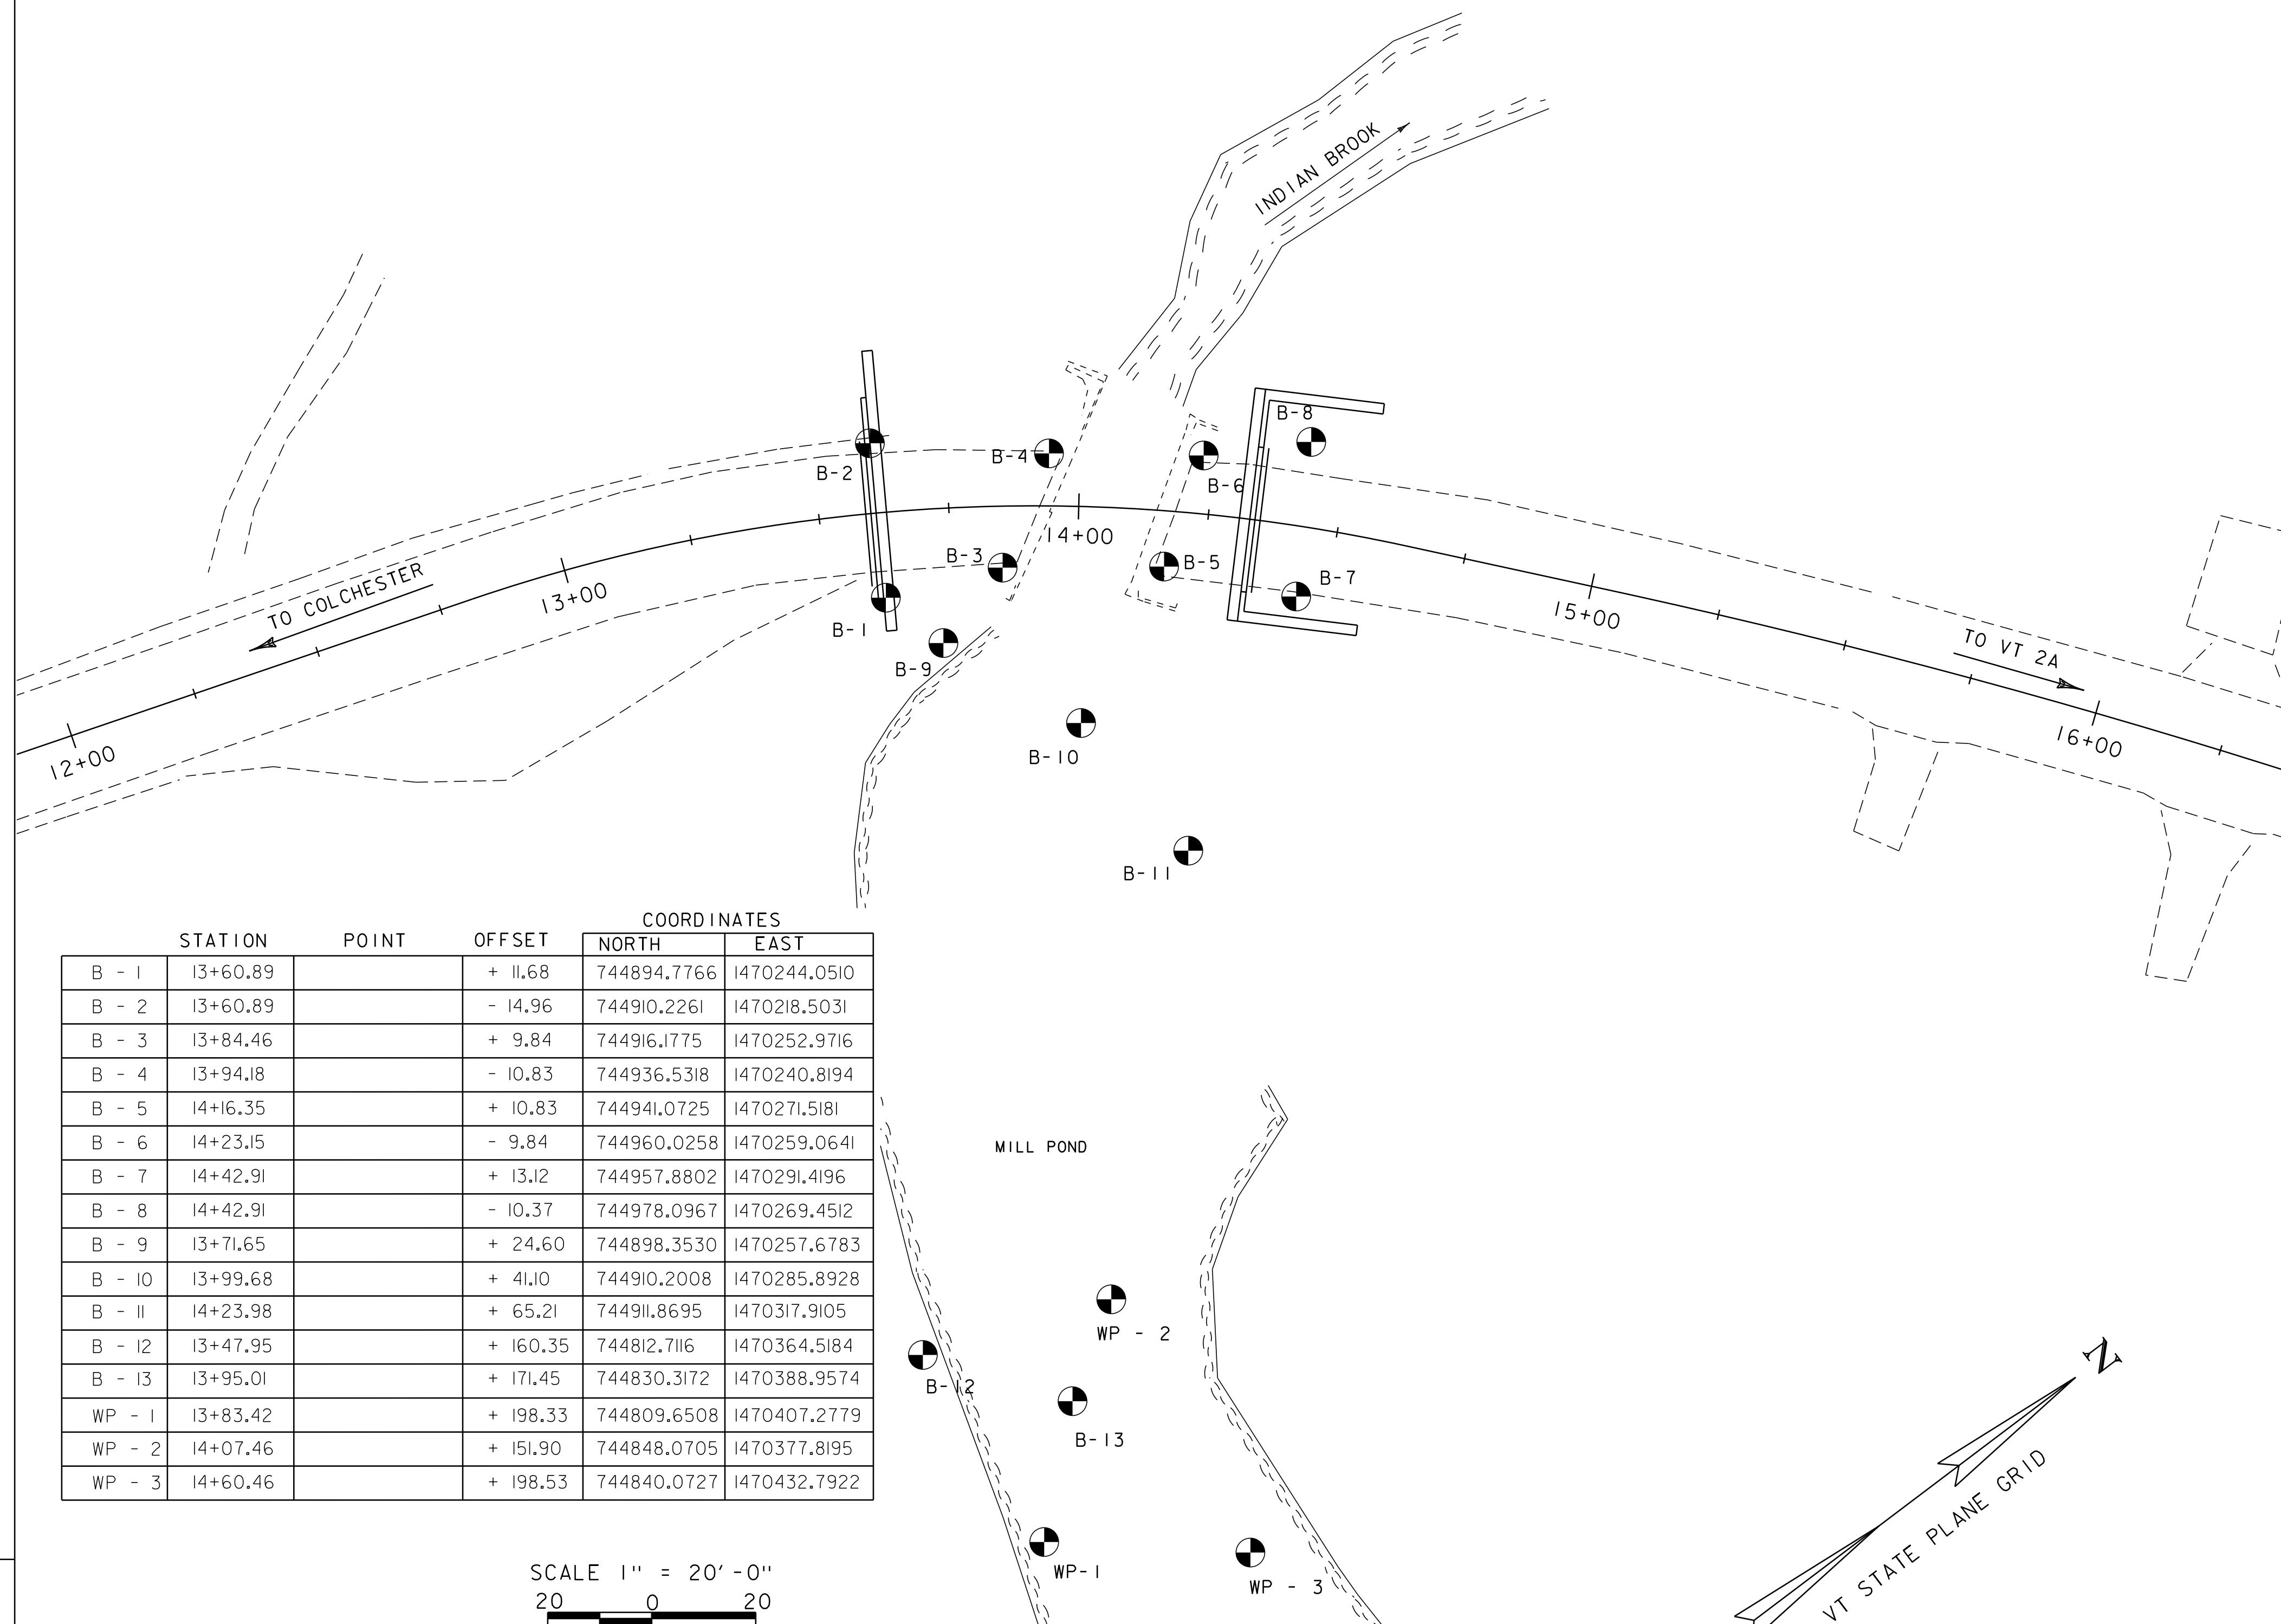 INDIAN BROOK
B-8
B-2
B-4
B-6
14+00
B-3
B-5
B-7
TO COLCHESTER
13+00
15+00
B-1
TO VT 2A
B-9
12+00
B-10
16+00
B-11
COORDINATES
STATION POINT OFFSET NORTH EAST
B - 1 13+60.89 + 11.68 744894.7766 1470244.0510
B - 2 13+60.89 - 14.96 744910.2261 1470218.5031
B - 3 13+84.46 + 9.84 744916.1775 1470252.9716
B - 4 13+94.18 - 10.83 744936.5318 1470240.8194
B - 5 14+16.35 + 10.83 744941.0725 1470271.5181
B - 6 14+23.15 - 9.84 744960.0258 1470259.0641
B - 7 14+42.91 + 13.12 744957.8802 1470291.4196
B - 8 14+42.91 - 10.37 744978.0967 1470269.4512
B - 9 13+71.65 + 24.60 744898.3530 1470257.6783
B - 10 13+99.68 + 41.10 744910.2008 1470285.8928
B - 11 14+23.98 + 65.21 744911.8695 1470317.9105
B - 12 13+47.95 + 160.35 744812.7116 1470364.5184
B - 13 13+95.01 + 171.45 744830.3172 1470388.9574
WP - 1 13+83.42 + 198.33 744809.6508 1470407.2779
WP - 2 14+07.46 + 151.90 744848.0705 1470377.8195
WP - 3 14+60.46 + 198.53 744840.0727 1470432.7922
MILL POND
WP - 2
B-12
B-13
WP-1
WP - 3
N
VT STATE PLANE GRID
SCALE 1" = 20'-0"
20 0 20